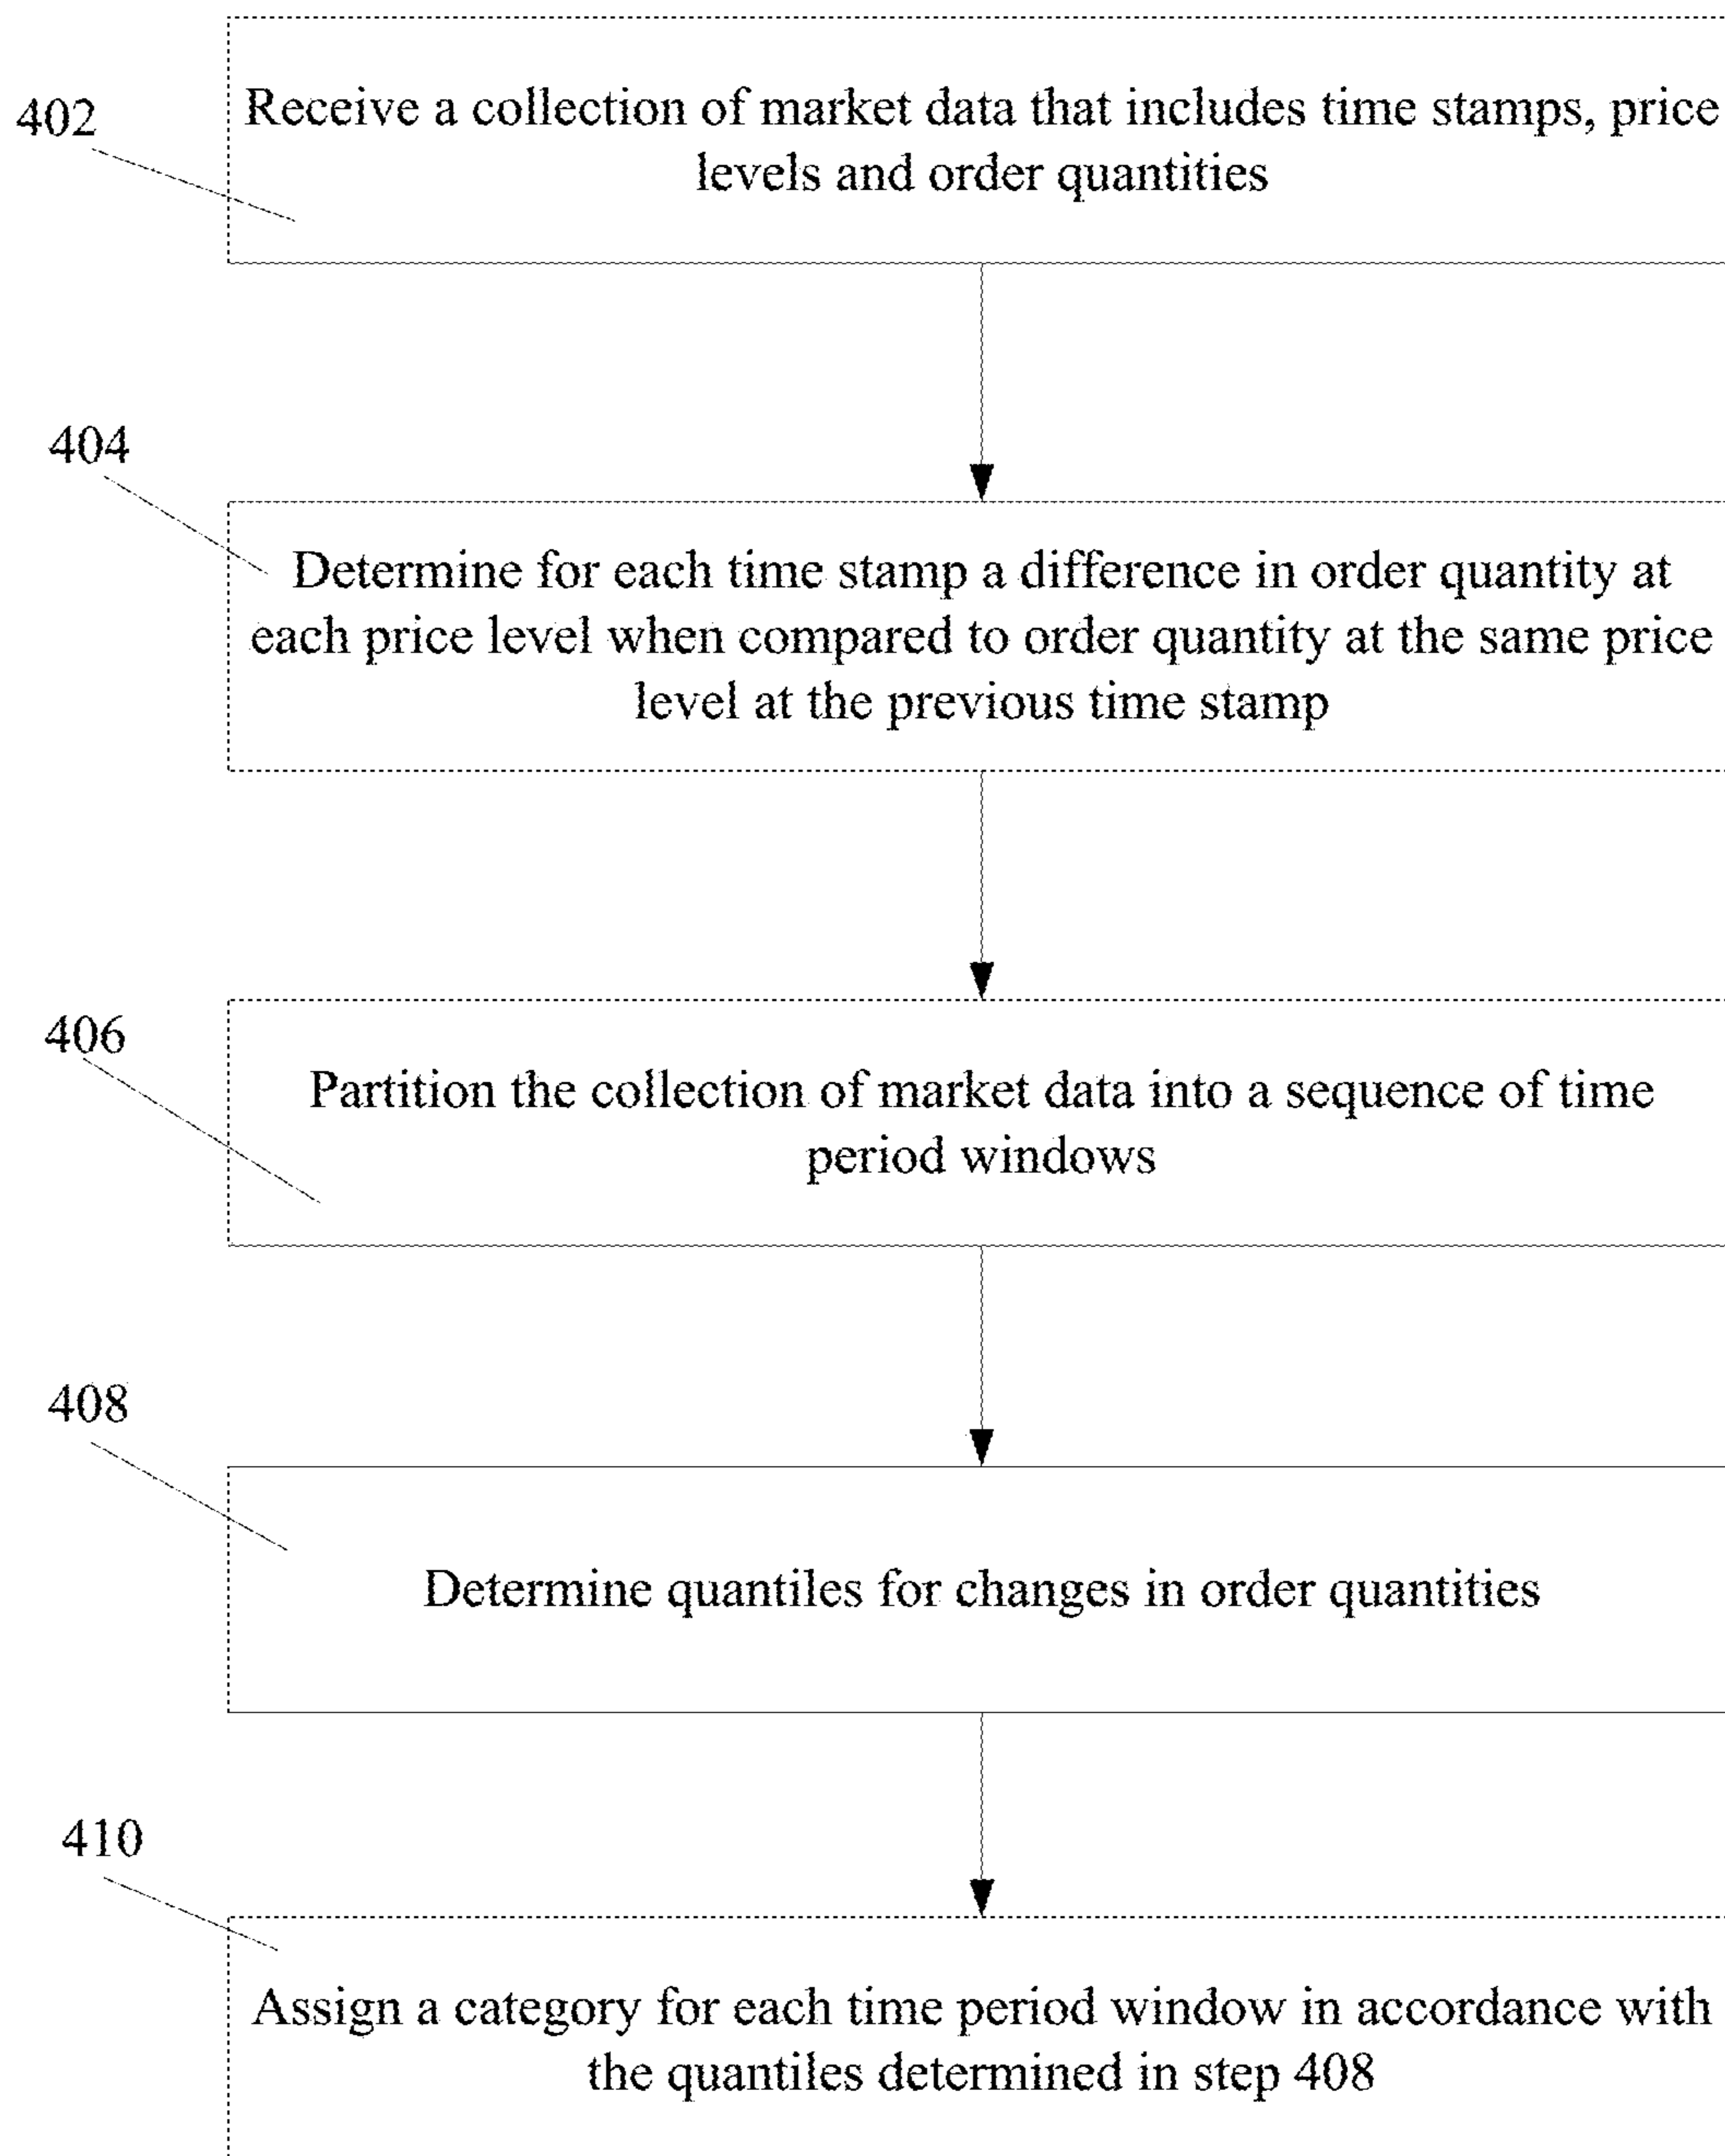 402
Receive a collection of market data that includes time stamps, price
levels and order quantities
404
Determine for each time stamp a difference in order quantity at
each price level when compared to order quantity at the same price
level at the previous time stamp
406
Partition the collection of market data into a sequence of time
period windows
408
Determine quantiles for changes in order quantities
410
Assign a category for each time period window in accordance with
the quantiles determined in step 408